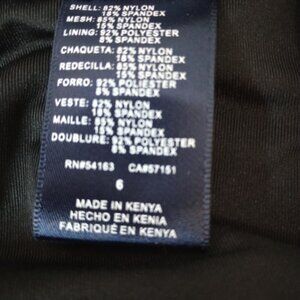 SHELL: 82% NYLON
18% SPANDEX
MESH: 85% NYLON
15% SPANDEX
LINING: 92% POLYESTER
8% SPANDEX
CHAQUETA: 82% NYLON
18% SPANDEX
REDECILLA: 85% NYLON
15% SPANDEX
FORRO: 92% POLIESTER
8% SPANDEX
VESTE: 82% NYLON
18% SPANDEX
MAILLE: 85% NYLON
15% SPANDEX
DOUBLURE: 92% POLYESTER
8% SPANDEX
RN#54163 CA#57151
6
MADE IN KENYA
HECHO EN KENIA
FABRIQUÉ EN KENYA